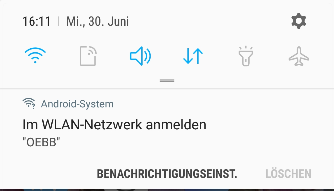 16:11 | Mi., 30. Juni
Android-System
Im WLAN-Netzwerk anmelden
"OEBB"
BENACHRICHTIGUNGSEINST. LÖSCHEN